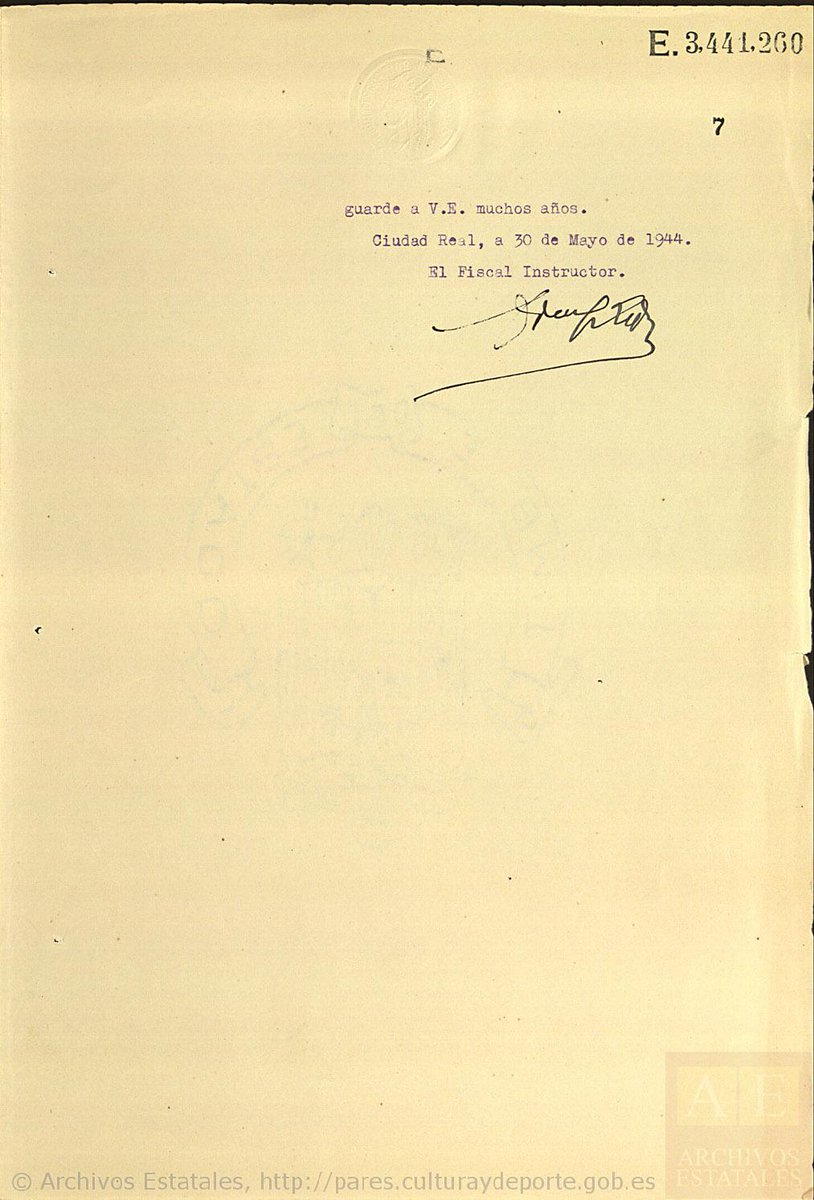 E. 3,441,260
7
guarde a V.E. muchos años.
Ciudad Real, a 30 de Mayo de 1944.
El Fiscal Instructor.
AE
ARCHIVOS
ESTATALES
© Archivos Estatales, http://pares.culturaydeporte.gob.es